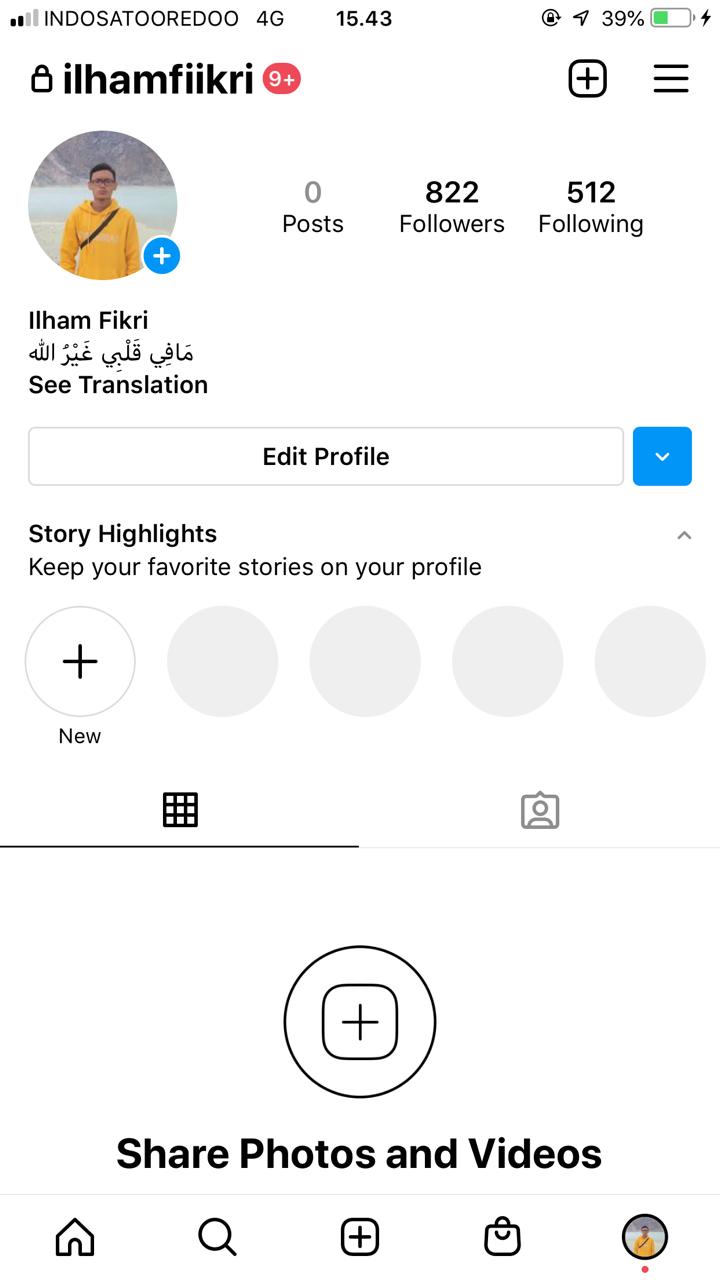 INDOSATOOREDOO 4G 15.43 39%
ilhamfiikri 9+
0 822 512
Posts Followers Following
Ilham Fikri
مَافِي قَلْبِي غَيْرُ الله
See Translation
Edit Profile
Story Highlights
Keep your favorite stories on your profile
New
Share Photos and Videos